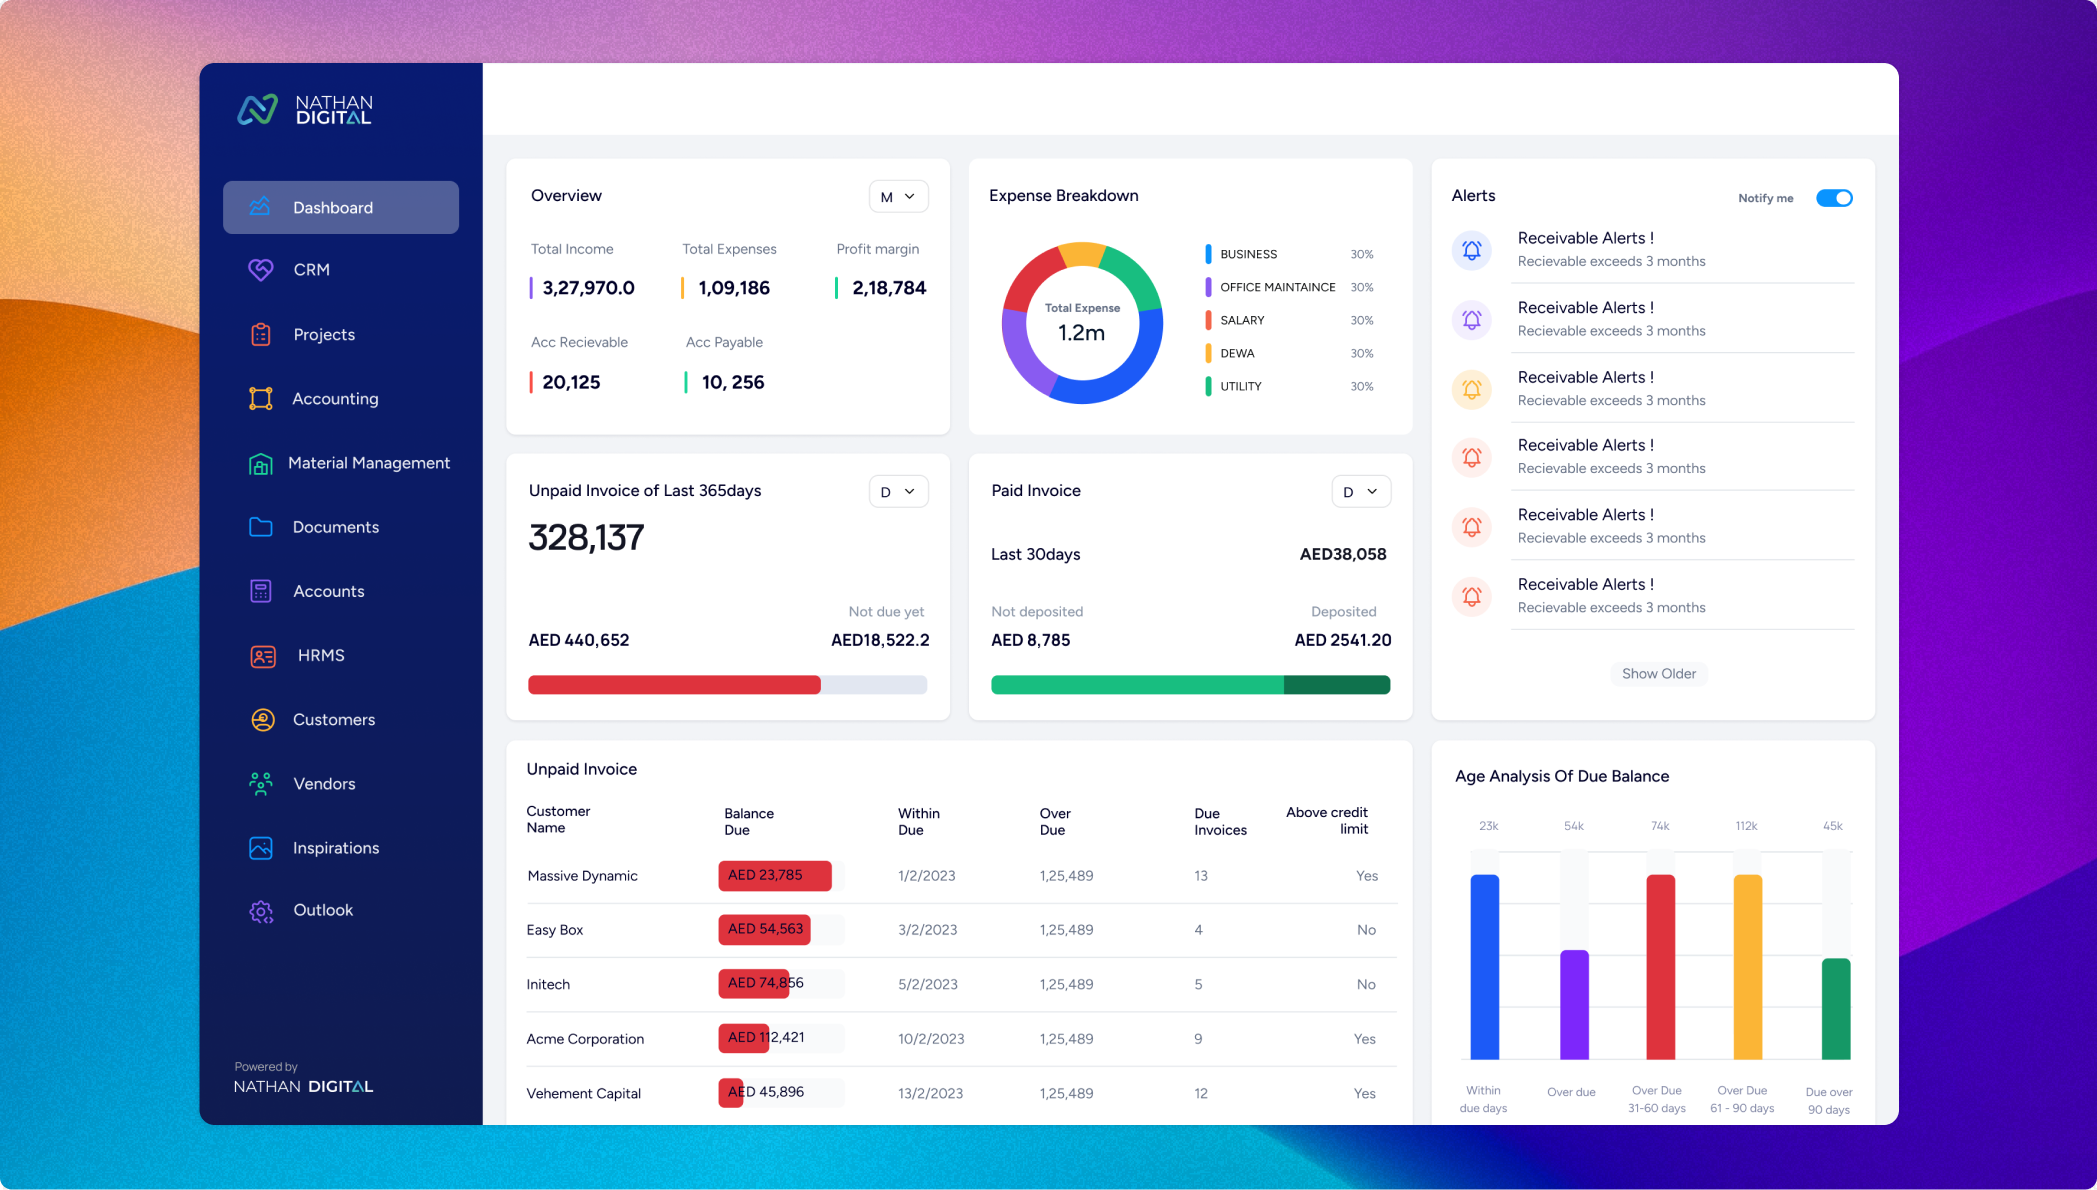 NATHAN
DIGITAL
Dashboard
CRM
Projects
Accounting
Material Management
Documents
Accounts
HRMS
Customers
Vendors
Inspirations
Outlook
Powered by
NATHAN DIGITAL
Overview
M
Total Income
Total Expenses
Profit margin
3,27,970.0
1,09,186
2,18,784
Acc Recievable
Acc Payable
20,125
10, 256
Expense Breakdown
Total Expense
1.2m
BUSINESS 30%
OFFICE MAINTAINCE 30%
SALARY 30%
DEWA 30%
UTILITY 30%
Alerts
Notify me
Receivable Alerts !
Recievable exceeds 3 months
Receivable Alerts !
Recievable exceeds 3 months
Receivable Alerts !
Recievable exceeds 3 months
Receivable Alerts !
Recievable exceeds 3 months
Receivable Alerts !
Recievable exceeds 3 months
Receivable Alerts !
Recievable exceeds 3 months
Show Older
Unpaid Invoice of Last 365days
D
328,137
Not due yet
AED 440,652
AED18,522.2
Paid Invoice
D
Last 30days
AED38,058
Not deposited
Deposited
AED 8,785
AED 2541.20
Unpaid Invoice
Customer
Name
Balance
Due
Within
Due
Over
Due
Due
Invoices
Above credit
limit
Massive Dynamic AED 23,785 1/2/2023 1,25,489 13 Yes
Easy Box AED 54,563 3/2/2023 1,25,489 4 No
Initech AED 74,856 5/2/2023 1,25,489 5 No
Acme Corporation AED 112,421 10/2/2023 1,25,489 9 Yes
Vehement Capital AED 45,896 13/2/2023 1,25,489 12 Yes
Age Analysis Of Due Balance
23k 54k 74k 112k 45k
Within
due days
Over due
Over Due
31-60 days
Over Due
61 - 90 days
Due over
90 days